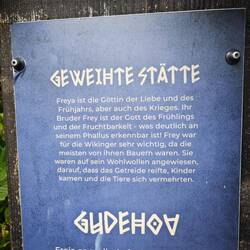 GEWEIHTE STÄTTE
Freya ist die Göttin der Liebe und des
Frühjahrs, aber auch des Krieges. Ihr
Bruder Frey ist der Gott des Frühlings
und der Fruchtbarkeit - was deutlich an
seinem Phallus erkennbar ist! Frey war
für die Wikinger sehr wichtig, da die
meisten von ihnen Bauern waren. Sie
waren auf sein Wohlwollen angewiesen,
darauf, dass das Getreide reifte, Kinder
kamen und die Tiere sich vermehrten.
GUDEHOV